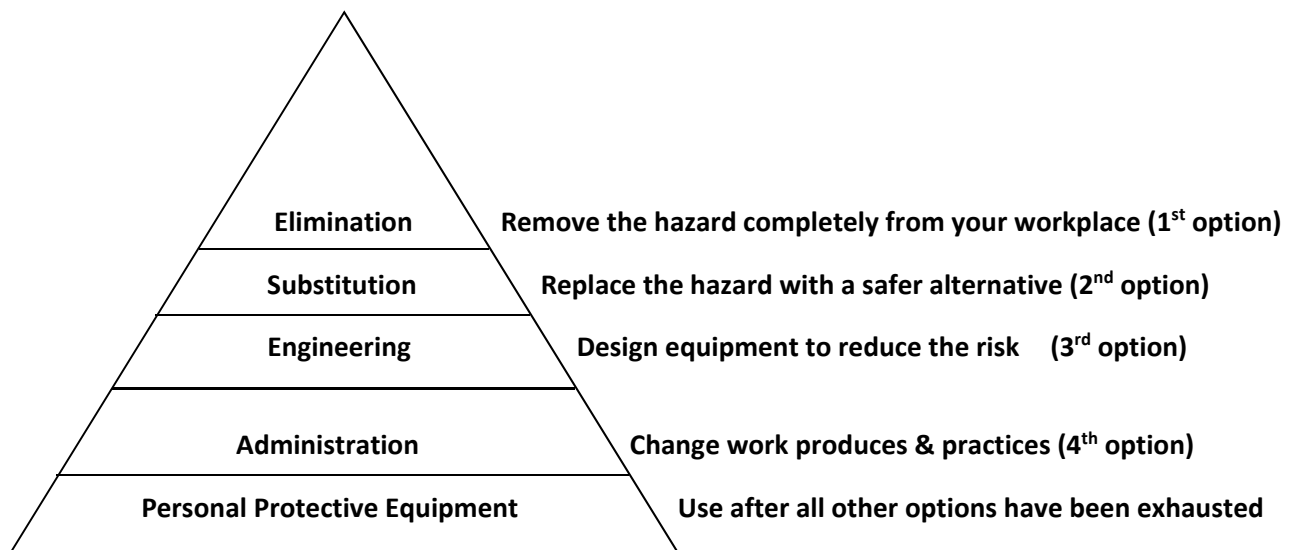 Elimination Remove the hazard completely from your workplace (1st option)
Substitution Replace the hazard with a safer alternative (2nd option)
Engineering Design equipment to reduce the risk (3rd option)
Administration Change work produces & practices (4th option)
Personal Protective Equipment Use after all other options have been exhausted